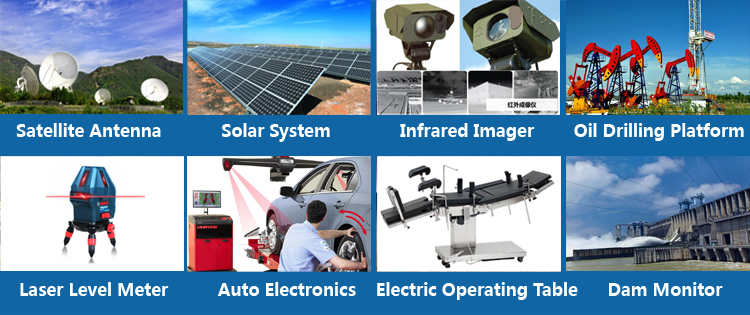 红外成像仪
Satellite Antenna
Solar System
Infrared Imager
Oil Drilling Platform
Laser Level Meter
Auto Electronics
Electric Operating Table
Dam Monitor